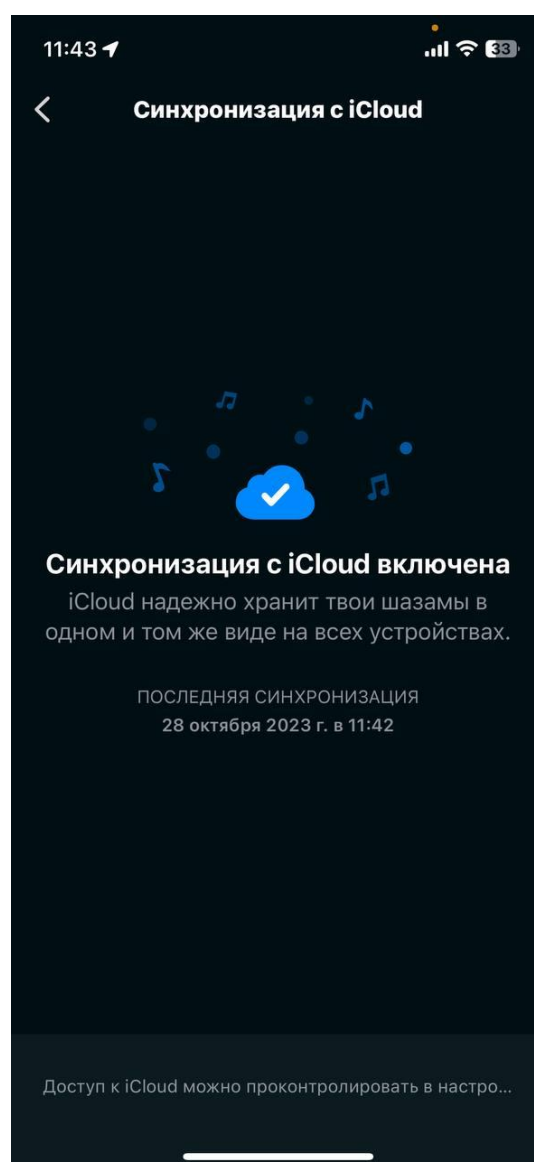 11:43
33
Синхронизация с iCloud
Синхронизация с iCloud включена
iCloud надежно хранит твои шазамы в
одном и том же виде на всех устройствах.
ПОСЛЕДНЯЯ СИНХРОНИЗАЦИЯ
28 октября 2023 г. в 11:42
Доступ к iCloud можно проконтролировать в настро...